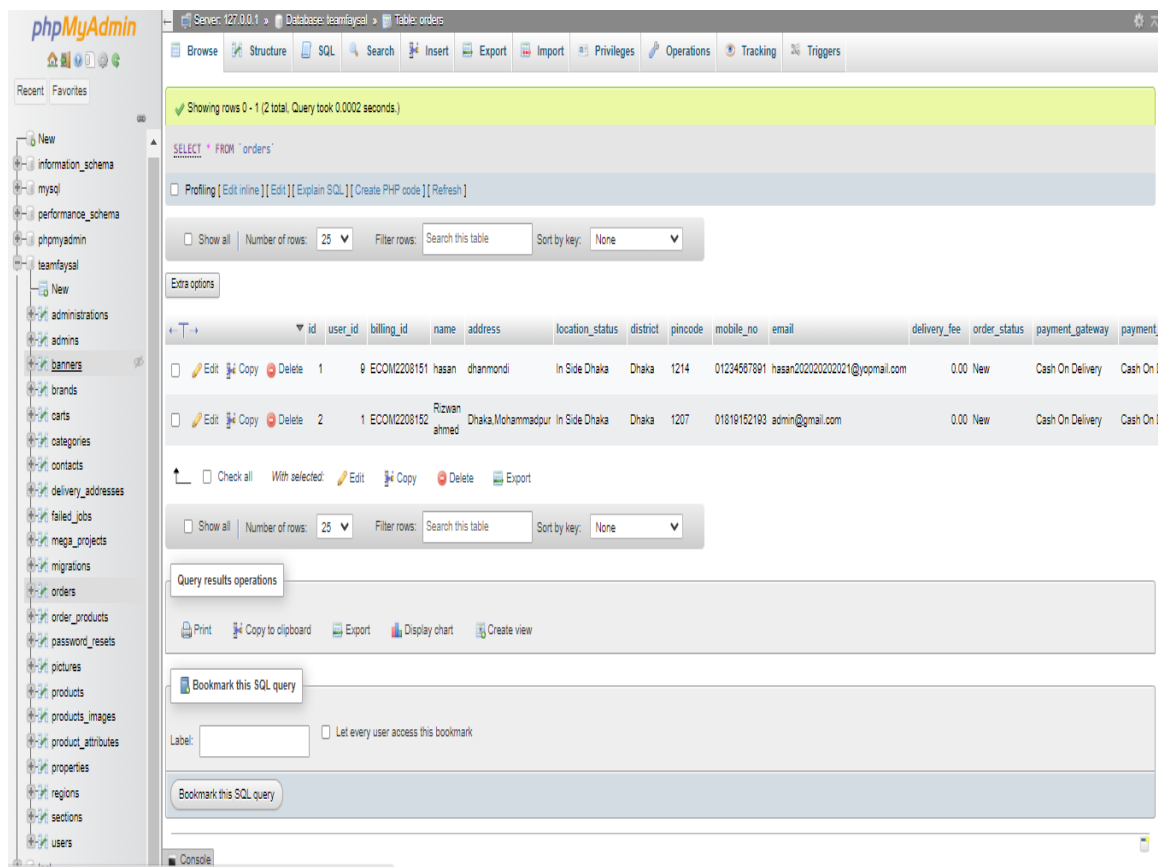 phpMyAdmin
Recent Favorites
New
information_schema
mysql
performance_schema
phpmyadmin
teamfaysal
New
administrations
admins
banners
brands
carts
categories
contacts
delivery_addresses
failed_jobs
mega_projects
migrations
orders
order_products
password_resets
pictures
products
products_images
product_attributes
properties
regions
sections
users
Server: 127.0.0.1 » Database: teamfaysal » Table: orders
Browse Structure SQL Search Insert Export Import Privileges Operations Tracking Triggers
Showing rows 0 - 1 (2 total, Query took 0.0002 seconds.)
SELECT * FROM `orders`
Profiling [ Edit inline ] [ Edit ] [ Explain SQL ] [ Create PHP code ] [ Refresh ]
Show all Number of rows: 25 Filter rows: Search this table Sort by key: None
Extra options
id user_id billing_id name address location_status district pincode mobile_no email delivery_fee order_status payment_gateway payment_
Edit Copy Delete 1 9 ECOM2208151 hasan dhanmondi In Side Dhaka Dhaka 1214 01234567891 hasan202020202021@yopmail.com 0.00 New Cash On Delivery Cash On
Edit Copy Delete 2 1 ECOM2208152 Rizwan ahmed Dhaka,Mohammadpur In Side Dhaka Dhaka 1207 01819152193 admin@gmail.com 0.00 New Cash On Delivery Cash On
Check all With selected: Edit Copy Delete Export
Show all Number of rows: 25 Filter rows: Search this table Sort by key: None
Query results operations
Print Copy to clipboard Export Display chart Create view
Bookmark this SQL query
Label: Let every user access this bookmark
Bookmark this SQL query
Console